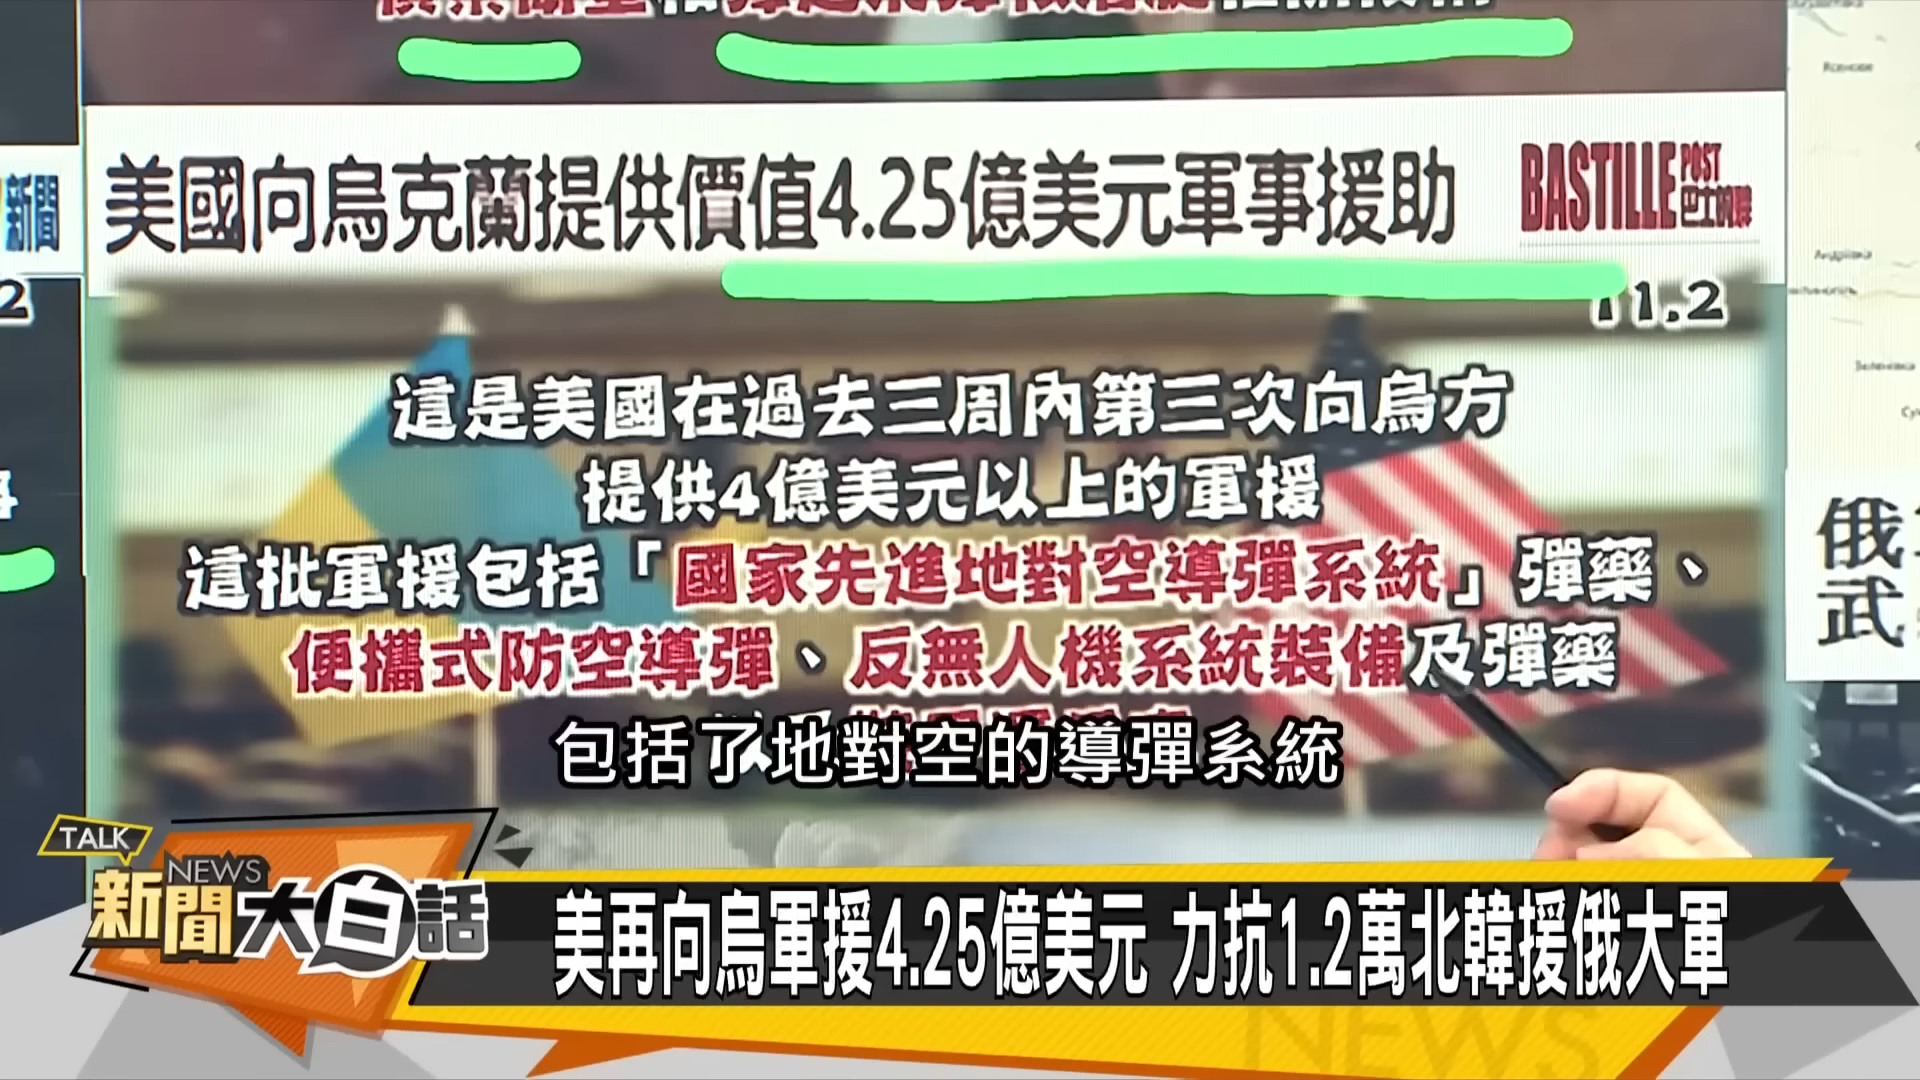 美國向烏克蘭提供價值4.25億美元軍事援助
BASTILLE POST
巴士的報
11.2
新聞
這是美國在過去三周內第三次向烏方
提供4億美元以上的軍援
這批軍援包括「國家先進地對空導彈系統」彈藥、
便攜式防空導彈、反無人機系統裝備及彈藥
包括了地對空的導彈系統
俄
武
TALK
NEWS
新聞大白話
美再向烏軍援4.25億美元 力抗1.2萬北韓援俄大軍
NEWS